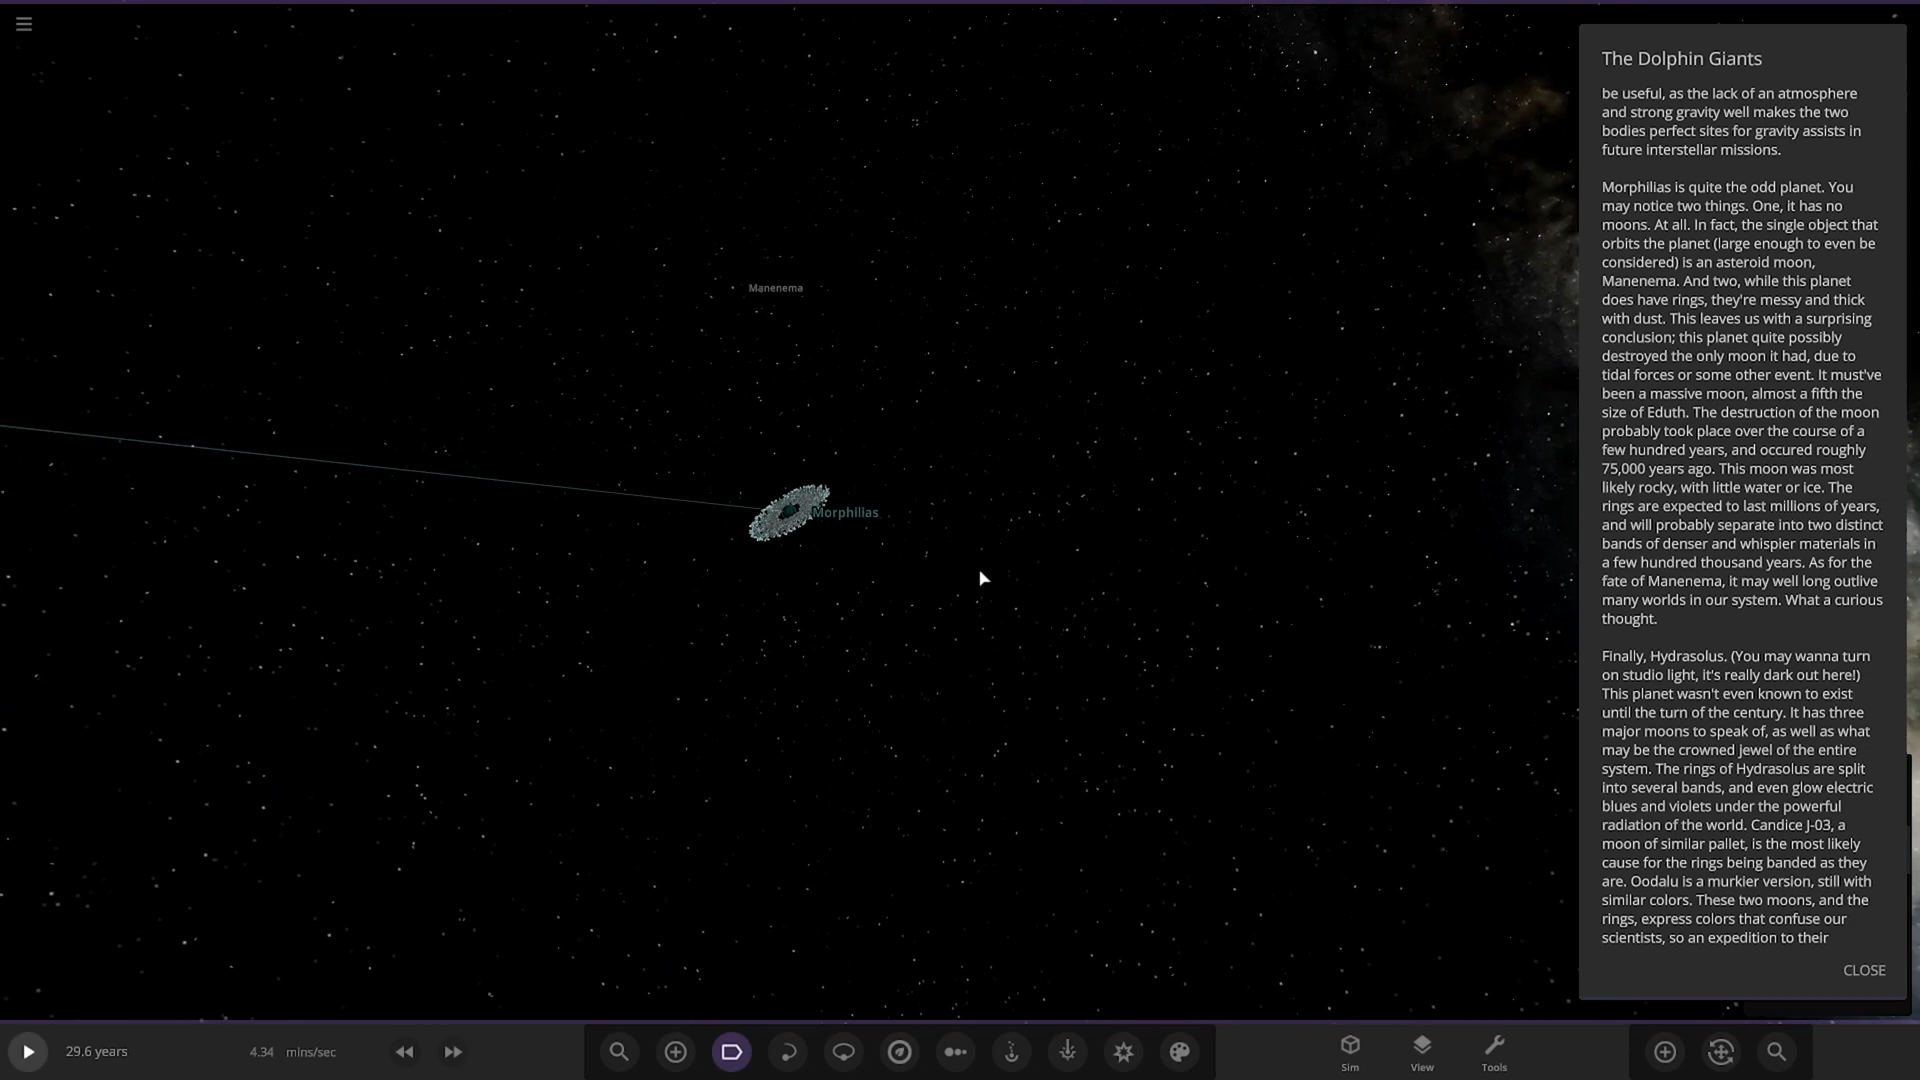 The Dolphin Giants
be useful, as the lack of an atmosphere
and strong gravity well makes the two
bodies perfect sites for gravity assists in
future interstellar missions.
Morphilias is quite the odd planet. You
may notice two things. One, it has no
moons. At all. In fact, the single object that
orbits the planet (large enough to even be
considered) is an asteroid moon,
Manenema. And two, while this planet
does have rings, they're messy and thick
with dust. This leaves us with a surprising
conclusion; this planet quite possibly
destroyed the only moon it had, due to
tidal forces or some other event. It must've
been a massive moon, almost a fifth the
size of Eduth. The destruction of the moon
probably took place over the course of a
few hundred years, and occured roughly
75,000 years ago. This moon was most
likely rocky, with little water or ice. The
rings are expected to last millions of years,
and will probably separate into two distinct
bands of denser and whispier materials in
a few hundred thousand years. As for the
fate of Manenema, it may well long outlive
many worlds in our system. What a curious
thought.
Finally, Hydrasolus. (You may wanna turn
on studio light, it's really dark out here!)
This planet wasn't even known to exist
until the turn of the century. It has three
major moons to speak of, as well as what
may be the crowned jewel of the entire
system. The rings of Hydrasolus are split
into several bands, and even glow electric
blues and violets under the powerful
radiation of the world. Candice J-03, a
moon of similar pallet, is the most likely
cause for the rings being banded as they
are. Oodalu is a murkier version, still with
similar colors. These two moons, and the
rings, express colors that confuse our
scientists, so an expedition to their
CLOSE
Manenema
Morphilias
29.6 years
4.34 mins/sec
Sim
View
Tools